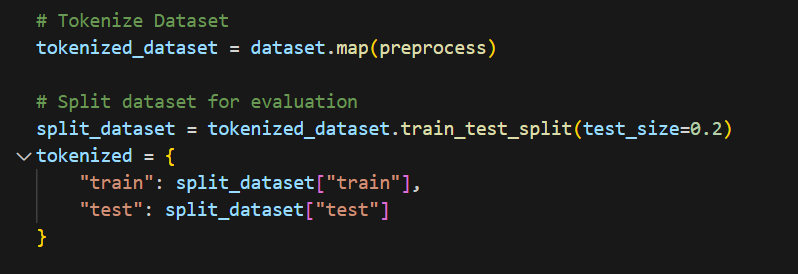 # Tokenize Dataset
tokenized_dataset = dataset.map(preprocess)
# Split dataset for evaluation
split_dataset = tokenized_dataset.train_test_split(test_size=0.2)
tokenized = {
    "train": split_dataset["train"],
    "test": split_dataset["test"]
}